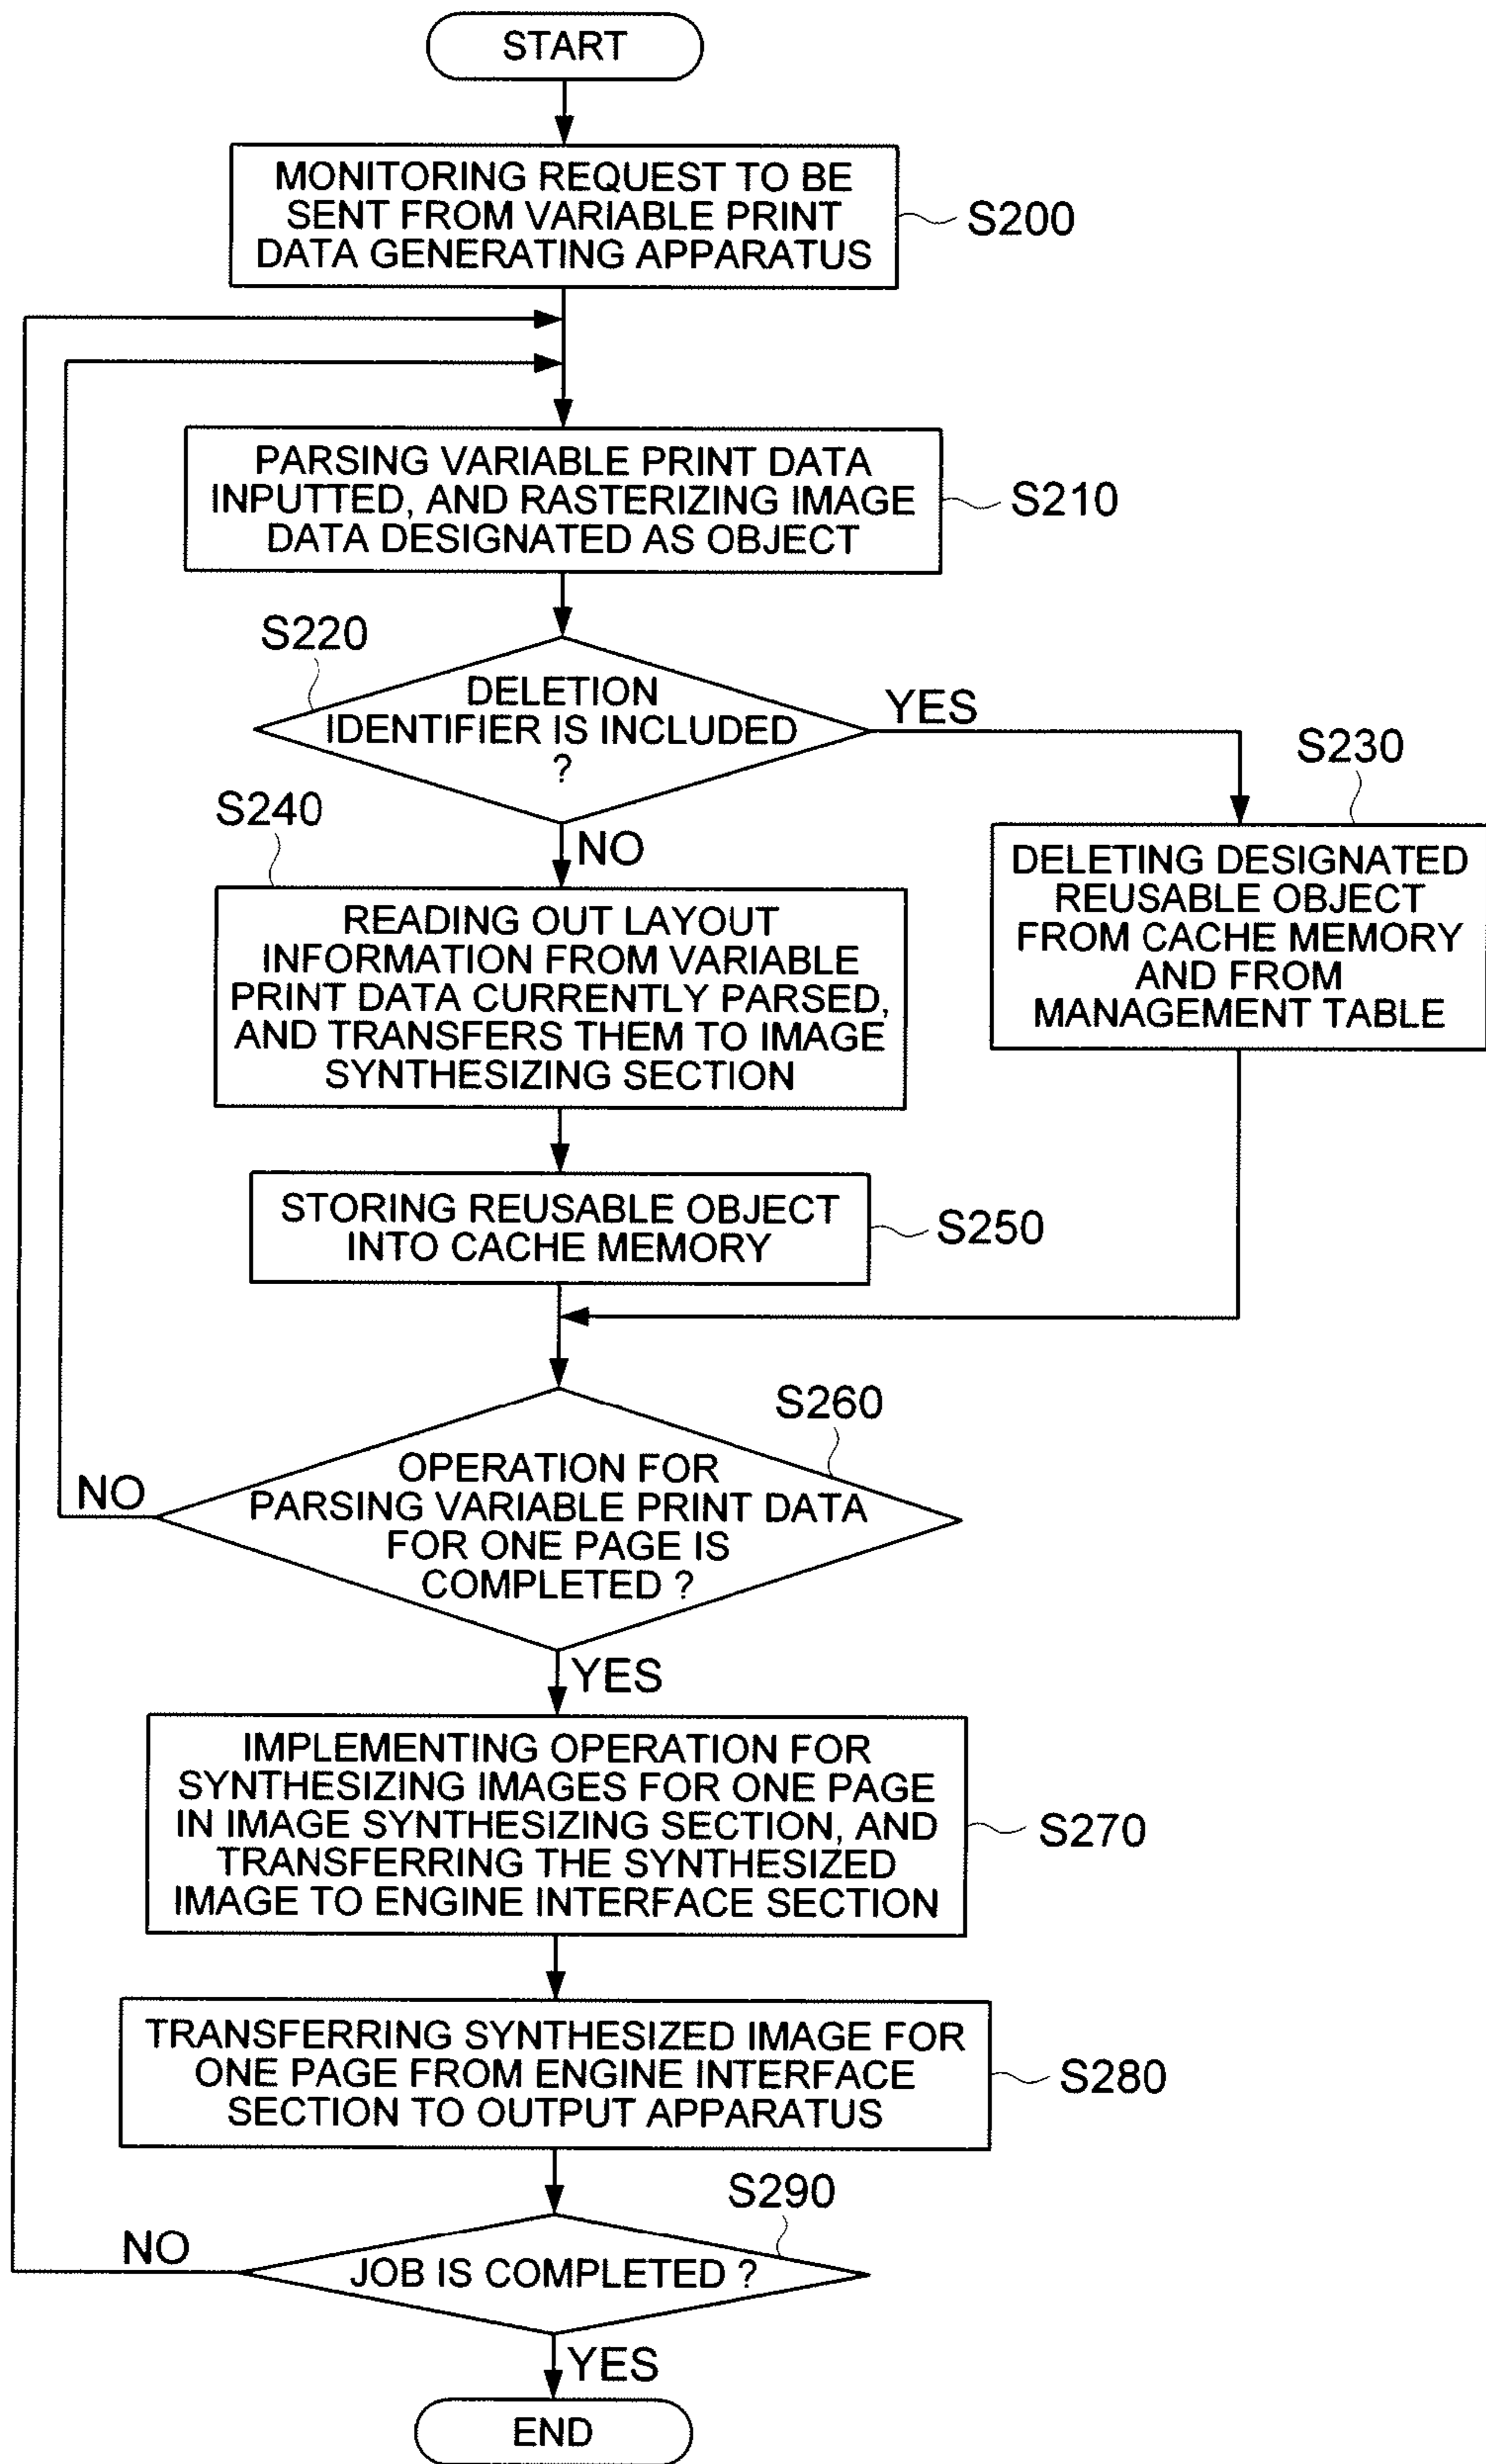 START
MONITORING REQUEST TO BE
SENT FROM VARIABLE PRINT
DATA GENERATING APPARATUS
S200
PARSING VARIABLE PRINT DATA
INPUTTED, AND RASTERIZING IMAGE
DATA DESIGNATED AS OBJECT
S210
S220
DELETION
IDENTIFIER IS INCLUDED
?
YES
NO
S230
DELETING DESIGNATED
REUSABLE OBJECT
FROM CACHE MEMORY
AND FROM
MANAGEMENT TABLE
S240
READING OUT LAYOUT
INFORMATION FROM VARIABLE
PRINT DATA CURRENTLY PARSED,
AND TRANSFERS THEM TO IMAGE
SYNTHESIZING SECTION
STORING REUSABLE OBJECT
INTO CACHE MEMORY
S250
S260
OPERATION FOR
PARSING VARIABLE PRINT DATA
FOR ONE PAGE IS
COMPLETED ?
NO
YES
IMPLEMENTING OPERATION FOR
SYNTHESIZING IMAGES FOR ONE PAGE
IN IMAGE SYNTHESIZING SECTION, AND
TRANSFERRING THE SYNTHESIZED
IMAGE TO ENGINE INTERFACE SECTION
S270
TRANSFERRING SYNTHESIZED IMAGE FOR
ONE PAGE FROM ENGINE INTERFACE
SECTION TO OUTPUT APPARATUS
S280
S290
JOB IS COMPLETED ?
NO
YES
END